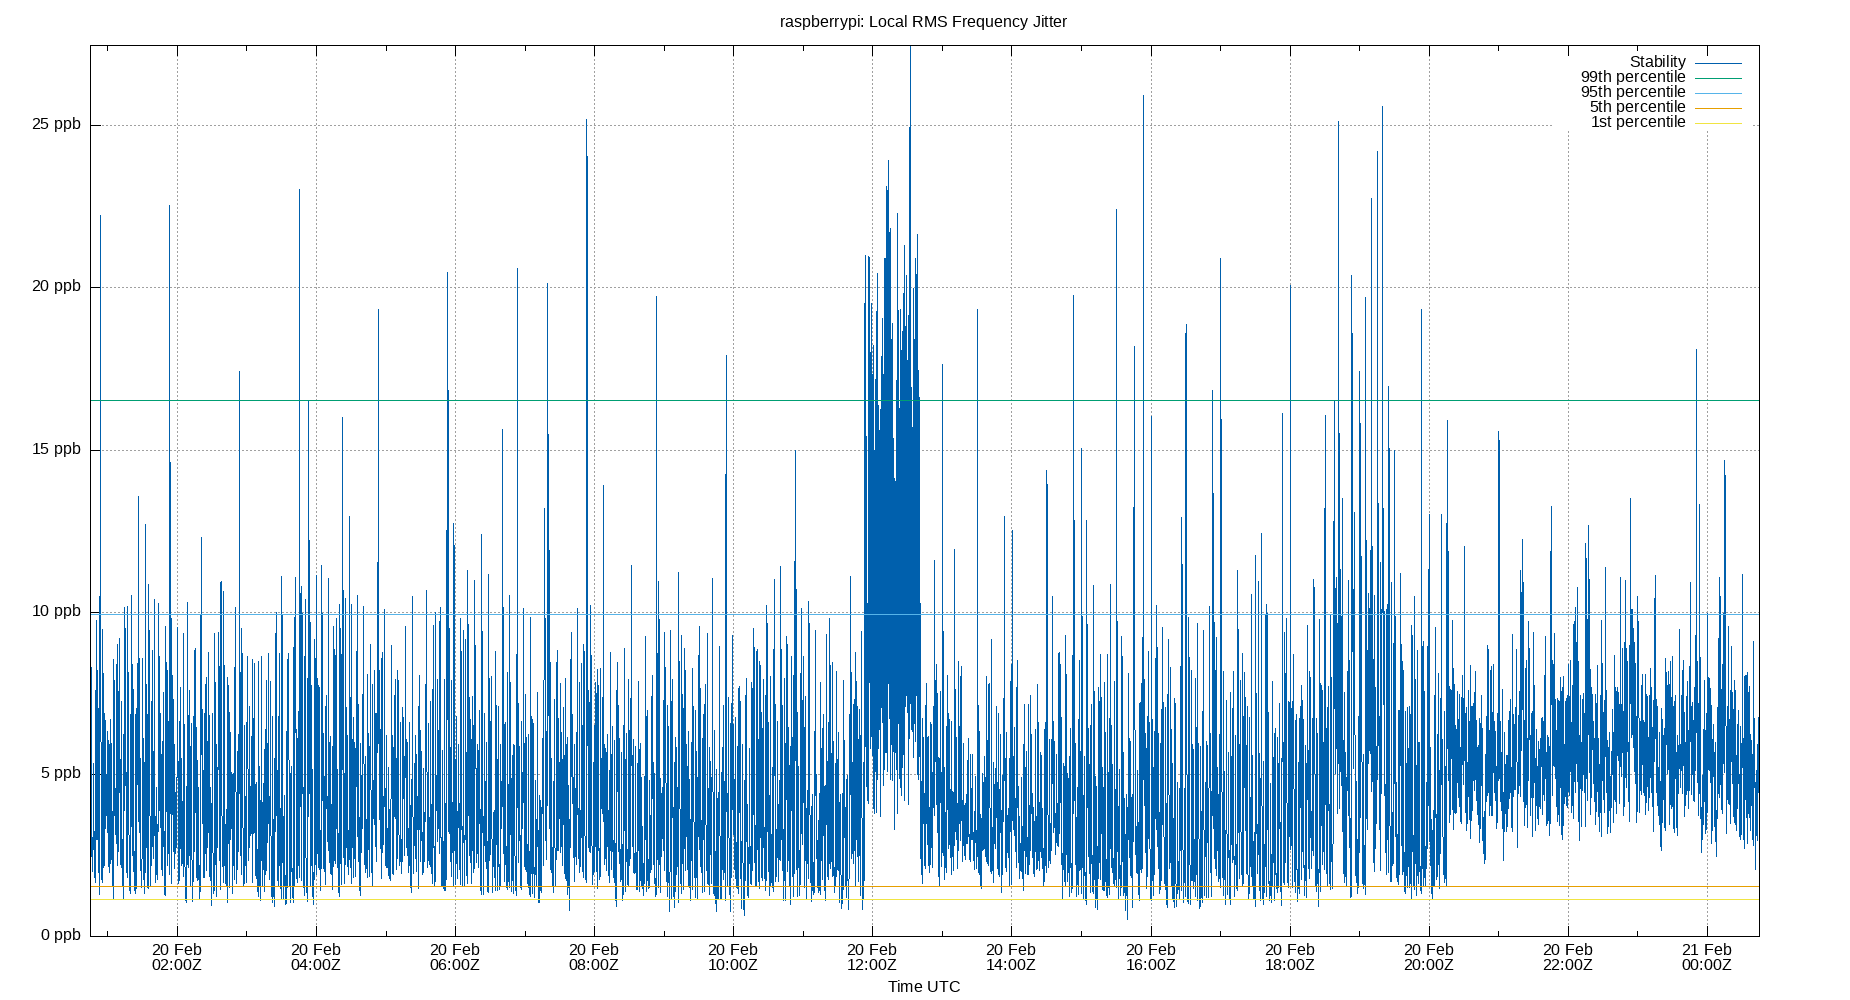 raspberrypi: Local RMS Frequency Jitter
Stability
99th percentile
95th percentile
5th percentile
1st percentile
25 ppb
20 ppb
15 ppb
10 ppb
5 ppb
0 ppb
20 Feb 20 Feb 20 Feb 20 Feb 20 Feb 20 Feb 20 Feb 20 Feb 20 Feb 20 Feb 20 Feb 21 Feb
02:00Z 04:00Z 06:00Z 08:00Z 10:00Z 12:00Z 14:00Z 16:00Z 18:00Z 20:00Z 22:00Z 00:00Z
Time UTC